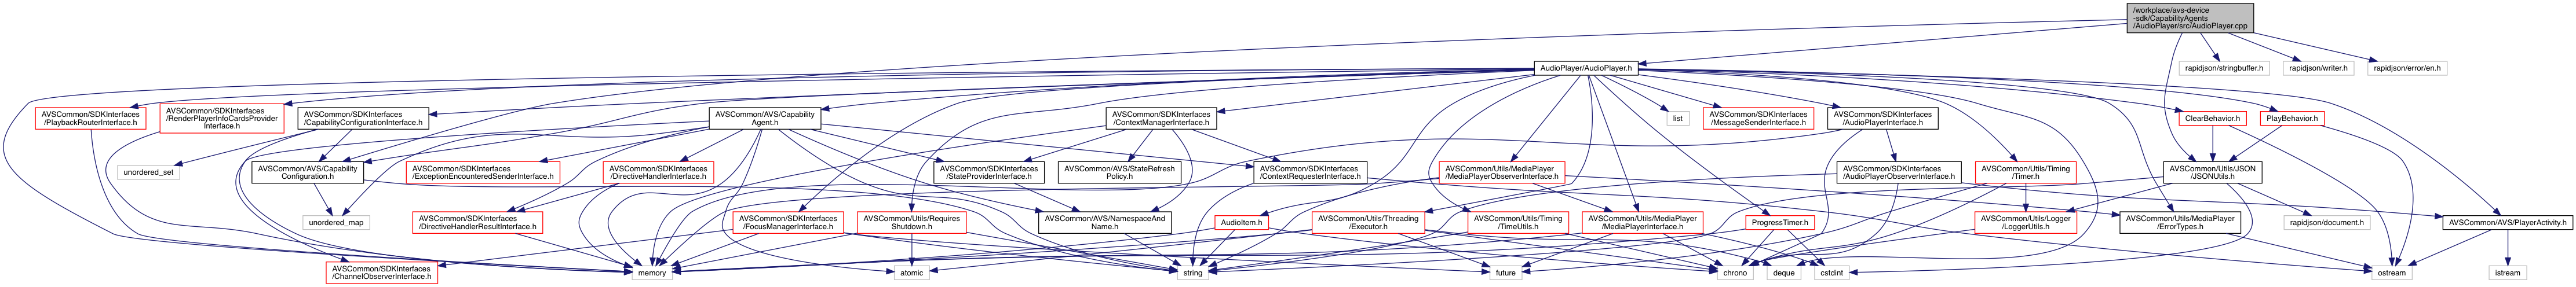 /workplace/avs-device
-sdk/CapabilityAgents
/AudioPlayer/src/AudioPlayer.cpp
AudioPlayer/AudioPlayer.h
rapidjson/stringbuffer.h
rapidjson/writer.h
rapidjson/error/en.h
AVSCommon/SDKInterfaces
/PlaybackRouterInterface.h
AVSCommon/SDKInterfaces
/RenderPlayerInfoCardsProvider
Interface.h
AVSCommon/SDKInterfaces
/CapabilityConfigurationInterface.h
AVSCommon/AVS/Capability
Agent.h
AVSCommon/SDKInterfaces
/ContextManagerInterface.h
list
AVSCommon/SDKInterfaces
/MessageSenderInterface.h
AVSCommon/SDKInterfaces
/AudioPlayerInterface.h
ClearBehavior.h
PlayBehavior.h
unordered_set
AVSCommon/AVS/Capability
Configuration.h
AVSCommon/SDKInterfaces
/ExceptionEncounteredSenderInterface.h
AVSCommon/SDKInterfaces
/DirectiveHandlerInterface.h
AVSCommon/SDKInterfaces
/StateProviderInterface.h
AVSCommon/AVS/StateRefresh
Policy.h
AVSCommon/SDKInterfaces
/ContextRequesterInterface.h
AVSCommon/Utils/MediaPlayer
/MediaPlayerObserverInterface.h
AVSCommon/SDKInterfaces
/AudioPlayerObserverInterface.h
AVSCommon/Utils/Timing
/Timer.h
AVSCommon/Utils/JSON
/JSONUtils.h
unordered_map
AVSCommon/SDKInterfaces
/DirectiveHandlerResultInterface.h
AVSCommon/SDKInterfaces
/FocusManagerInterface.h
AVSCommon/Utils/Requires
Shutdown.h
AVSCommon/AVS/NamespaceAnd
Name.h
AudioItem.h
AVSCommon/Utils/Threading
/Executor.h
AVSCommon/Utils/Timing
/TimeUtils.h
AVSCommon/Utils/MediaPlayer
/MediaPlayerInterface.h
ProgressTimer.h
AVSCommon/Utils/Logger
/LoggerUtils.h
AVSCommon/Utils/MediaPlayer
/ErrorTypes.h
rapidjson/document.h
AVSCommon/AVS/PlayerActivity.h
AVSCommon/SDKInterfaces
/ChannelObserverInterface.h
memory
atomic
string
future
chrono
deque
cstdint
ostream
istream